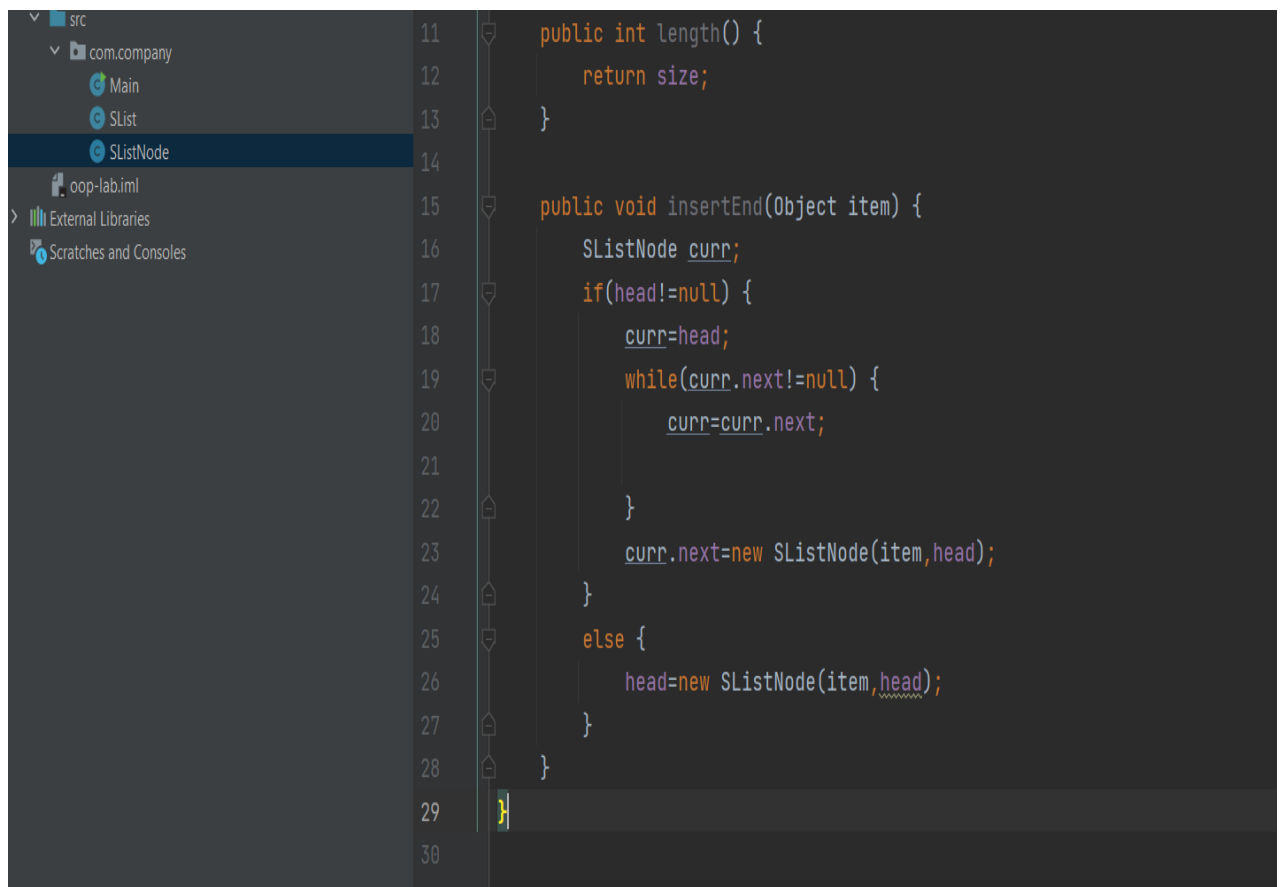 src
com.company
Main
SList
SListNode
oop-lab.iml
External Libraries
Scratches and Consoles
11 public int length() {
12 return size;
13 }
14
15 public void insertEnd(Object item) {
16 SListNode curr;
17 if(head!=null) {
18 curr=head;
19 while(curr.next!=null) {
20 curr=curr.next;
21
22 }
23 curr.next=new SListNode(item,head);
24 }
25 else {
26 head=new SListNode(item,head);
27 }
28 }
29 }
30